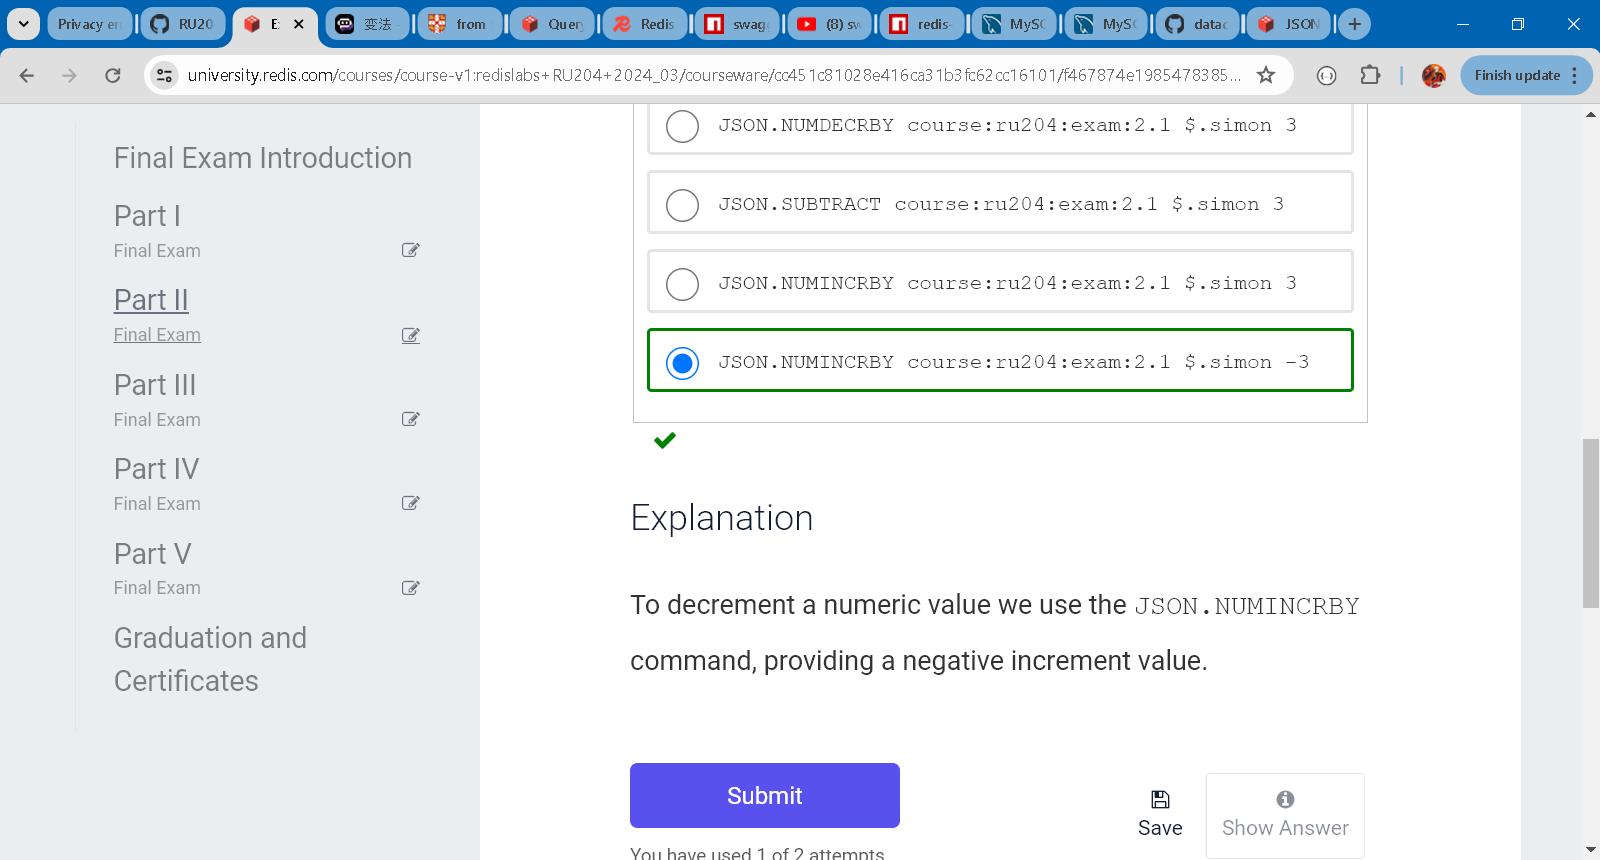 Privacy er
RU20
E
变法
from
Query
Redis
swag
(8) sw
redis-
MySQ
MySQ
datac
JSON
university.redis.com/courses/course-v1:redislabs+RU204+2024_03/courseware/cc451c81028e416ca31b3fc62cc16101/f467874e1985478385...
Finish update
Final Exam Introduction
Part I
Final Exam
Part II
Final Exam
Part III
Final Exam
Part IV
Final Exam
Part V
Final Exam
Graduation and
Certificates
JSON.NUMDECRBY course:ru204:exam:2.1 $.simon 3
JSON.SUBTRACT course:ru204:exam:2.1 $.simon 3
JSON.NUMINCRBY course:ru204:exam:2.1 $.simon 3
JSON.NUMINCRBY course:ru204:exam:2.1 $.simon -3
Explanation
To decrement a numeric value we use the JSON.NUMINCRBY
command, providing a negative increment value.
Submit
Save
Show Answer
You have used 1 of 2 attempts